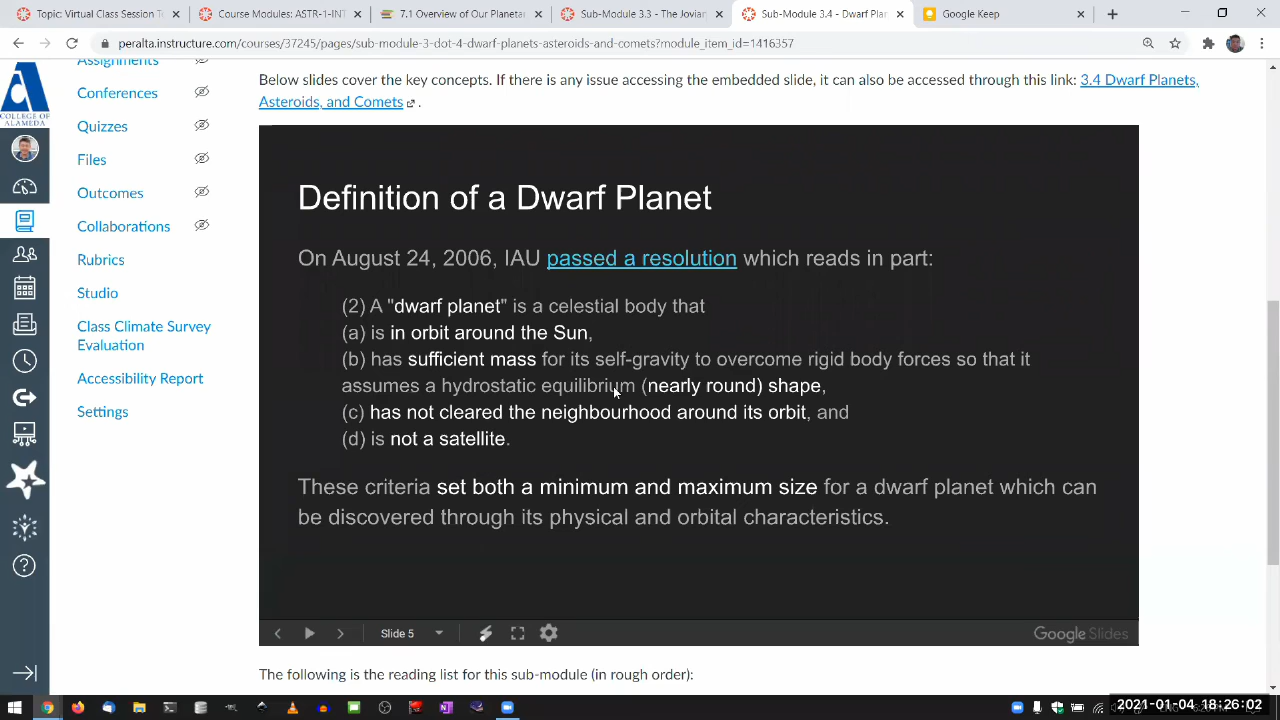 Topic: Virtual Class Session T
Course Modules: ASTR-1-INT
7.1 Overview of Our Planetar
Sub-Module 3.3 - The Jovian
Sub-Module 3.4 - Dwarf Plan
Google Keep
peralta.instructure.com/courses/37245/pages/sub-module-3-dot-4-dwarf-planets-asteroids-and-comets?module_item_id=1416357
COLLEGE OF
ALAMEDA
Assignments
Conferences
Quizzes
Files
Outcomes
Collaborations
Rubrics
Studio
Class Climate Survey
Evaluation
Accessibility Report
Settings
Below slides cover the key concepts. If there is any issue accessing the embedded slide, it can also be accessed through this link: 3.4 Dwarf Planets,
Asteroids, and Comets .
Definition of a Dwarf Planet
On August 24, 2006, IAU passed a resolution which reads in part:
(2) A "dwarf planet" is a celestial body that
(a) is in orbit around the Sun,
(b) has sufficient mass for its self-gravity to overcome rigid body forces so that it
assumes a hydrostatic equilibrium (nearly round) shape,
(c) has not cleared the neighbourhood around its orbit, and
(d) is not a satellite.
These criteria set both a minimum and maximum size for a dwarf planet which can
be discovered through its physical and orbital characteristics.
Slide 5
Google Slides
The following is the reading list for this sub-module (in rough order):
2021-01-04 18:26:02